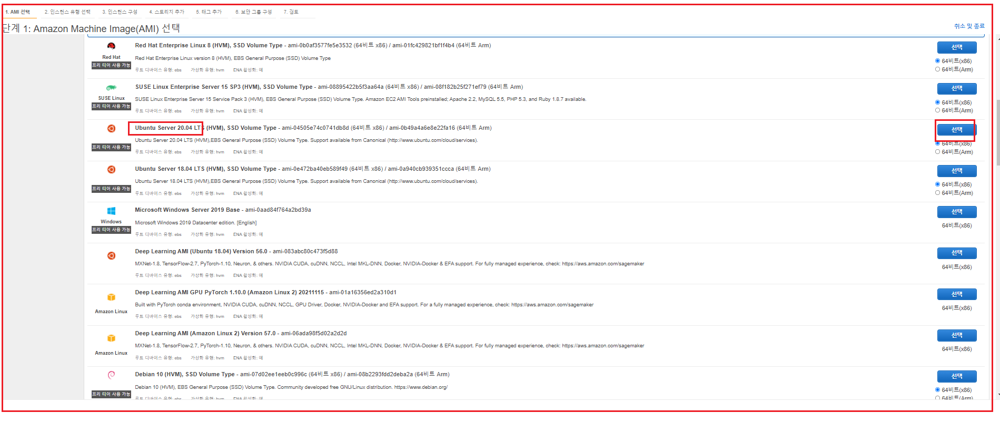 1. AMI 선택 2. 인스턴스 유형 선택 3. 인스턴스 구성 4. 스토리지 추가 5. 태그 추가 6. 보안 그룹 구성 7. 검토
단계 1: Amazon Machine Image(AMI) 선택 취소 및 종료
Red Hat Enterprise Linux 8 (HVM), SSD Volume Type - ami-0b0af3577fe5e3532 (64비트 x86) / ami-01fc429821bf1f4b4 (64비트 Arm) 선택
Red Hat
Red Hat Enterprise Linux version 8 (HVM), EBS General Purpose (SSD) Volume Type
64비트(x86)
프리 티어 사용 가능
루트 디바이스 유형: ebs 가상화 유형: hvm ENA 활성화: 예
64비트(Arm)
SUSE Linux Enterprise Server 15 SP3 (HVM), SSD Volume Type - ami-08895422b5f3aa64a (64비트 x86) / ami-08f182b25f271ef79 (64비트 Arm) 선택
SUSE Linux
SUSE Linux Enterprise Server 15 Service Pack 3 (HVM), EBS General Purpose (SSD) Volume Type. Amazon EC2 AMI Tools preinstalled; Apache 2.2, MySQL 5.5, PHP 5.3, and Ruby 1.8.7 available.
64비트(x86)
프리 티어 사용 가능
루트 디바이스 유형: ebs 가상화 유형: hvm ENA 활성화: 예
64비트(Arm)
Ubuntu Server 20.04 LTS (HVM), SSD Volume Type - ami-04505e74c0741db8d (64비트 x86) / ami-0b49a4a6e8e22fa16 (64비트 Arm) 선택
Ubuntu Server 20.04 LTS (HVM),EBS General Purpose (SSD) Volume Type. Support available from Canonical (http://www.ubuntu.com/cloud/services).
64비트(x86)
프리 티어 사용 가능
루트 디바이스 유형: ebs 가상화 유형: hvm ENA 활성화: 예
64비트(Arm)
Ubuntu Server 18.04 LTS (HVM), SSD Volume Type - ami-0e472ba40eb589f49 (64비트 x86) / ami-0a940cb939351ccca (64비트 Arm) 선택
Ubuntu Server 18.04 LTS (HVM),EBS General Purpose (SSD) Volume Type. Support available from Canonical (http://www.ubuntu.com/cloud/services).
64비트(x86)
프리 티어 사용 가능
루트 디바이스 유형: ebs 가상화 유형: hvm ENA 활성화: 예
64비트(Arm)
Microsoft Windows Server 2019 Base - ami-0aad84f764a2bd39a 선택
Windows
Microsoft Windows 2019 Datacenter edition. [English]
64비트(x86)
프리 티어 사용 가능
루트 디바이스 유형: ebs 가상화 유형: hvm ENA 활성화: 예
Deep Learning AMI (Ubuntu 18.04) Version 56.0 - ami-083abc80c473f5d88 선택
MXNet-1.8, TensorFlow-2.7, PyTorch-1.10, Neuron, & others. NVIDIA CUDA, cuDNN, NCCL, Intel MKL-DNN, Docker, NVIDIA-Docker & EFA support. For fully managed experience, check: https://aws.amazon.com/sagemaker
64비트(x86)
루트 디바이스 유형: ebs 가상화 유형: hvm ENA 활성화: 예
Deep Learning AMI GPU PyTorch 1.10.0 (Amazon Linux 2) 20211115 - ami-01a16356ed2a310d1 선택
Built with PyTorch conda environment, NVIDIA CUDA, cuDNN, NCCL, GPU Driver, Docker, NVIDIA-Docker and EFA support. For a fully managed experience, check: https://aws.amazon.com/sagemaker
64비트(x86)
Amazon Linux
루트 디바이스 유형: ebs 가상화 유형: hvm ENA 활성화: 예
Deep Learning AMI (Amazon Linux 2) Version 57.0 - ami-06ada98f5d02a2d2d 선택
MXNet-1.8, TensorFlow-2.7, PyTorch-1.10, Neuron, & others. NVIDIA CUDA, cuDNN, NCCL, Intel MKL-DNN, Docker, NVIDIA-Docker & EFA support. For fully managed experience, check: https://aws.amazon.com/sagemaker
64비트(x86)
Amazon Linux
루트 디바이스 유형: ebs 가상화 유형: hvm ENA 활성화: 예
Debian 10 (HVM), SSD Volume Type - ami-07d02ee1eeb0c996c (64비트 x86) / ami-08b2293fdd2deba2a (64비트 Arm) 선택
Debian 10 (HVM), EBS General Purpose (SSD) Volume Type. Community developed free GNU/Linux distribution. https://www.debian.org/
64비트(x86)
프리 티어 사용 가능
루트 디바이스 유형: ebs 가상화 유형: hvm ENA 활성화: 예
64비트(Arm)